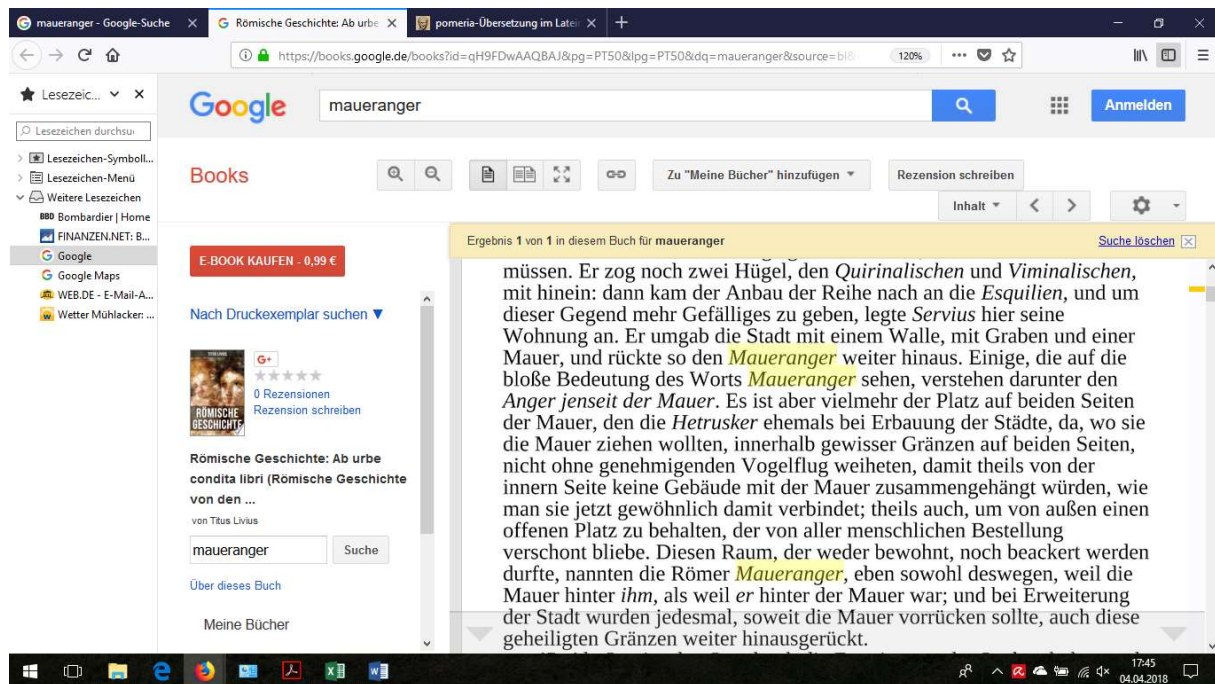 maueranger - Google-Suche
Römische Geschichte: Ab urbe
pomeria-Übersetzung im Latein
https://books.google.de/books?id=qH9FDwAAQBAJ&pg=PT50&lpg=PT50&dq=maueranger&source=bl
120%
Lesezeic...
Lesezeichen durchsu
Lesezeichen-Symboll...
Lesezeichen-Menü
Weitere Lesezeichen
BBD Bombardier | Home
FINANZEN.NET: B...
Google
Google Maps
WEB.DE - E-Mail-A...
Wetter Mühlacker: ...
Google
maueranger
Anmelden
Books
Zu "Meine Bücher" hinzufügen
Rezension schreiben
Inhalt
E-BOOK KAUFEN - 0,99 €
Nach Druckexemplar suchen ▼
TITUS LIVIUS
RÖMISCHE
GESCHICHTE
G+
0 Rezensionen
Rezension schreiben
Römische Geschichte: Ab urbe
condita libri (Römische Geschichte
von den ...
von Titus Livius
maueranger
Suche
Über dieses Buch
Meine Bücher
Ergebnis 1 von 1 in diesem Buch für maueranger
Suche löschen
müssen. Er zog noch zwei Hügel, den Quirinalischen und Viminalischen,
mit hinein: dann kam der Anbau der Reihe nach an die Esquilien, und um
dieser Gegend mehr Gefälliges zu geben, legte Servius hier seine
Wohnung an. Er umgab die Stadt mit einem Walle, mit Graben und einer
Mauer, und rückte so den Maueranger weiter hinaus. Einige, die auf die
bloße Bedeutung des Worts Maueranger sehen, verstehen darunter den
Anger jenseit der Mauer. Es ist aber vielmehr der Platz auf beiden Seiten
der Mauer, den die Hetrusker ehemals bei Erbauung der Städte, da, wo sie
die Mauer ziehen wollten, innerhalb gewisser Gränzen auf beiden Seiten,
nicht ohne genehmigenden Vogelflug weiheten, damit theils von der
innern Seite keine Gebäude mit der Mauer zusammengehängt würden, wie
man sie jetzt gewöhnlich damit verbindet; theils auch, um von außen einen
offenen Platz zu behalten, der von aller menschlichen Bestellung
verschont bliebe. Diesen Raum, der weder bewohnt, noch beackert werden
durfte, nannten die Römer Maueranger, eben sowohl deswegen, weil die
Mauer hinter ihm, als weil er hinter der Mauer war; und bei Erweiterung
der Stadt wurden jedesmal, soweit die Mauer vorrücken sollte, auch diese
geheiligten Gränzen weiter hinausgerückt.
17:45
04.04.2018